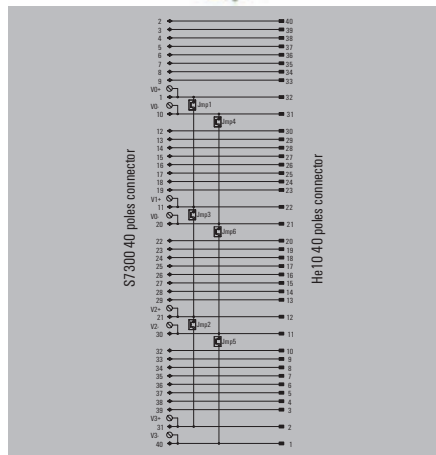 2 40
3 39
4 38
5 37
6 36
7 35
8 34
9 33
V0+
1 32
Jmp1
V0-
10 31
Jmp4
12 30
13 29
14 28
15 27
16 26
17 25
18 24
19 23
V1+
11 22
Jmp3
V0-
20 21
Jmp6
22 20
23 19
24 18
25 17
26 16
27 15
28 14
29 13
V2+
21 12
Jmp2
V2-
30 11
Jmp5
32 10
33 9
34 8
35 7
36 6
37 5
38 4
39 3
V3+
31 2
V3-
40 1
S7300 40 poles connector
He10 40 poles connector